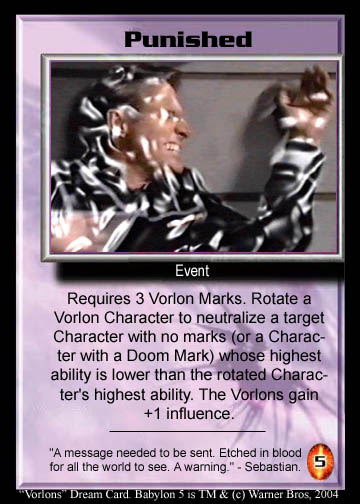 Punished
Event
Requires 3 Vorlon Marks. Rotate a
Vorlon Character to neutralize a target
Character with no marks (or a Charac-
ter with a Doom Mark) whose highest
ability is lower than the rotated Charac-
ter's highest ability. The Vorlons gain
+1 influence.
"A message needed to be sent. Etched in blood
for all the world to see. A warning." - Sebastian.
5
"Vorlons" Dream Card. Babylon 5 is TM & (c) Warner Bros, 2004